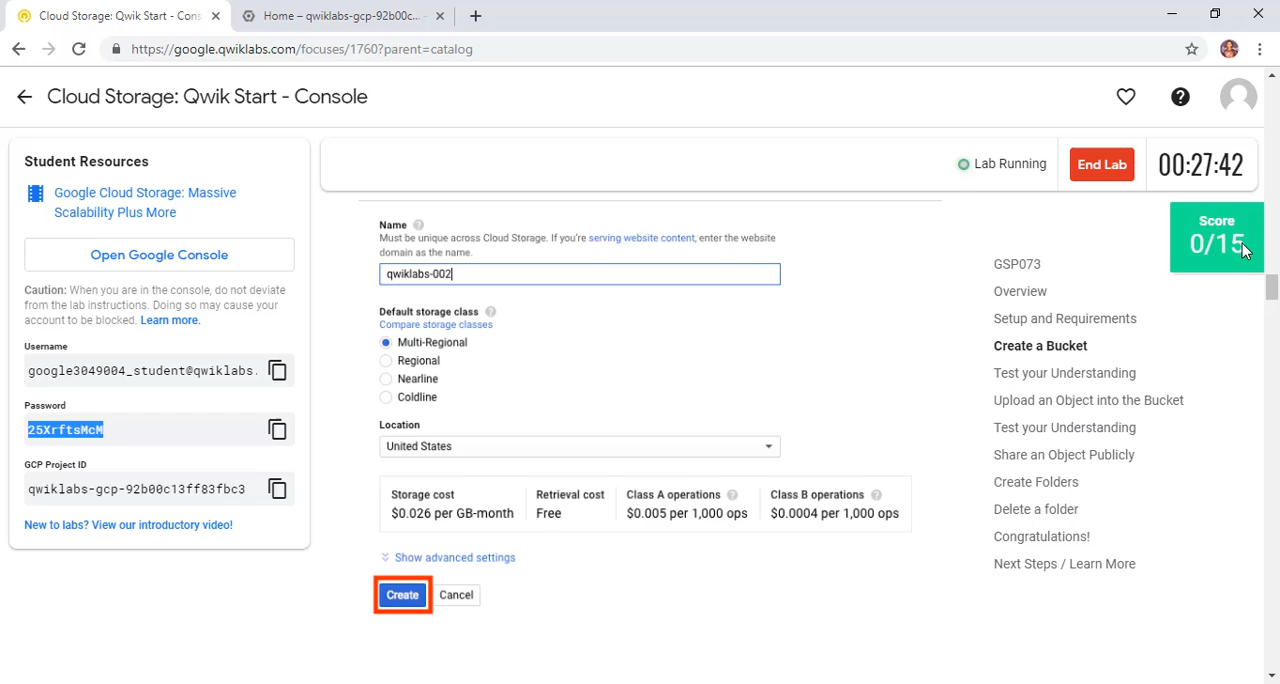 Cloud Storage: Qwik Start - Cons
Home – qwiklabs-gcp-92b00c...
https://google.qwiklabs.com/focuses/1760?parent=catalog
Cloud Storage: Qwik Start - Console
Student Resources
Google Cloud Storage: Massive
Scalability Plus More
Open Google Console
Caution: When you are in the console, do not deviate
from the lab instructions. Doing so may cause your
account to be blocked. Learn more.
Username
google3049004_student@qwiklabs.
Password
25XrftsMcM
GCP Project ID
qwiklabs-gcp-92b00c13ff83fbc3
New to labs? View our introductory video!
Lab Running
End Lab
00:27:42
Name
Must be unique across Cloud Storage. If you're serving website content, enter the website
domain as the name.
qwiklabs-002
Default storage class
Compare storage classes
Multi-Regional
Regional
Nearline
Coldline
Location
United States
Storage cost
$0.026 per GB-month
Retrieval cost
Free
Class A operations
$0.005 per 1,000 ops
Class B operations
$0.0004 per 1,000 ops
Show advanced settings
Create
Cancel
Score
0/15
GSP073
Overview
Setup and Requirements
Create a Bucket
Test your Understanding
Upload an Object into the Bucket
Test your Understanding
Share an Object Publicly
Create Folders
Delete a folder
Congratulations!
Next Steps / Learn More